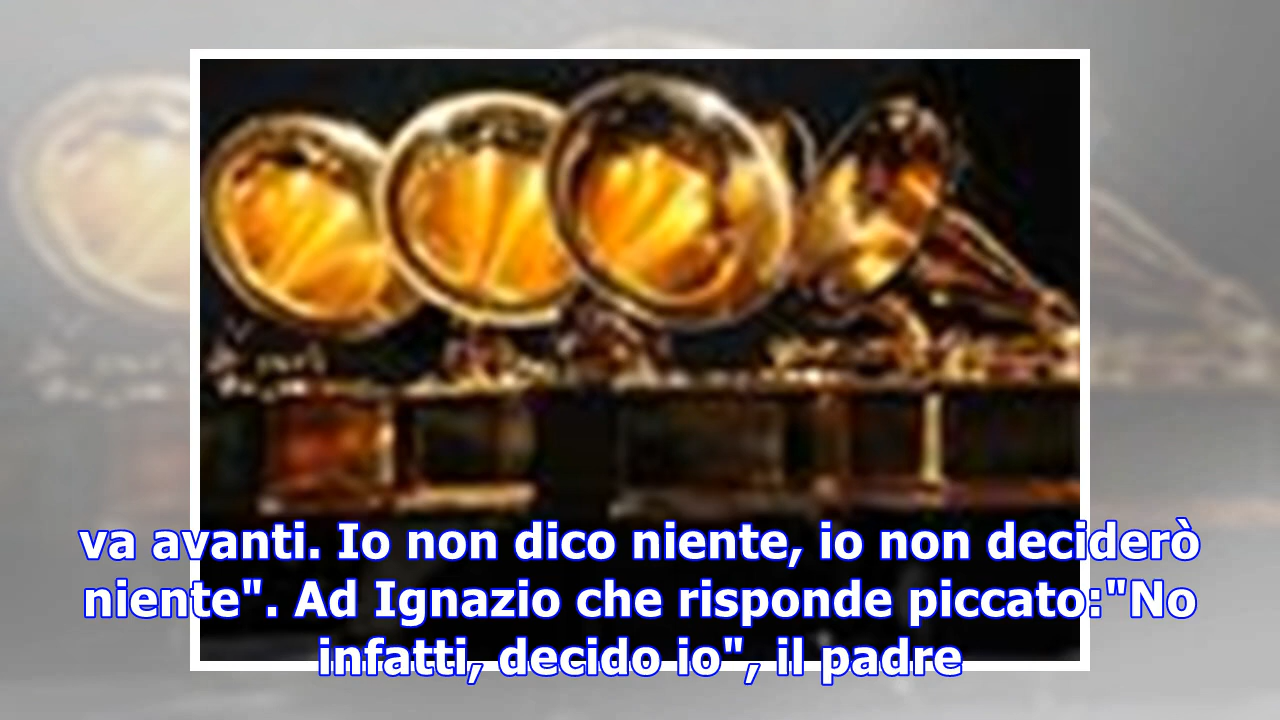 va avanti. Io non dico niente, io non deciderò
niente". Ad Ignazio che risponde piccato:"No
infatti, decido io", il padre